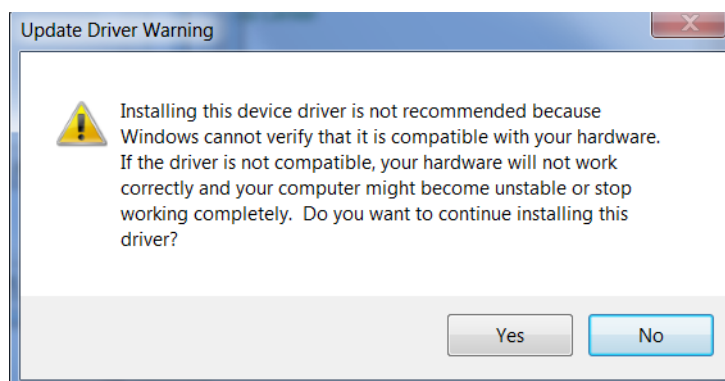 Update Driver Warning
Installing this device driver is not recommended because
Windows cannot verify that it is compatible with your hardware.
If the driver is not compatible, your hardware will not work
correctly and your computer might become unstable or stop
working completely.  Do you want to continue installing this
driver?
Yes
No